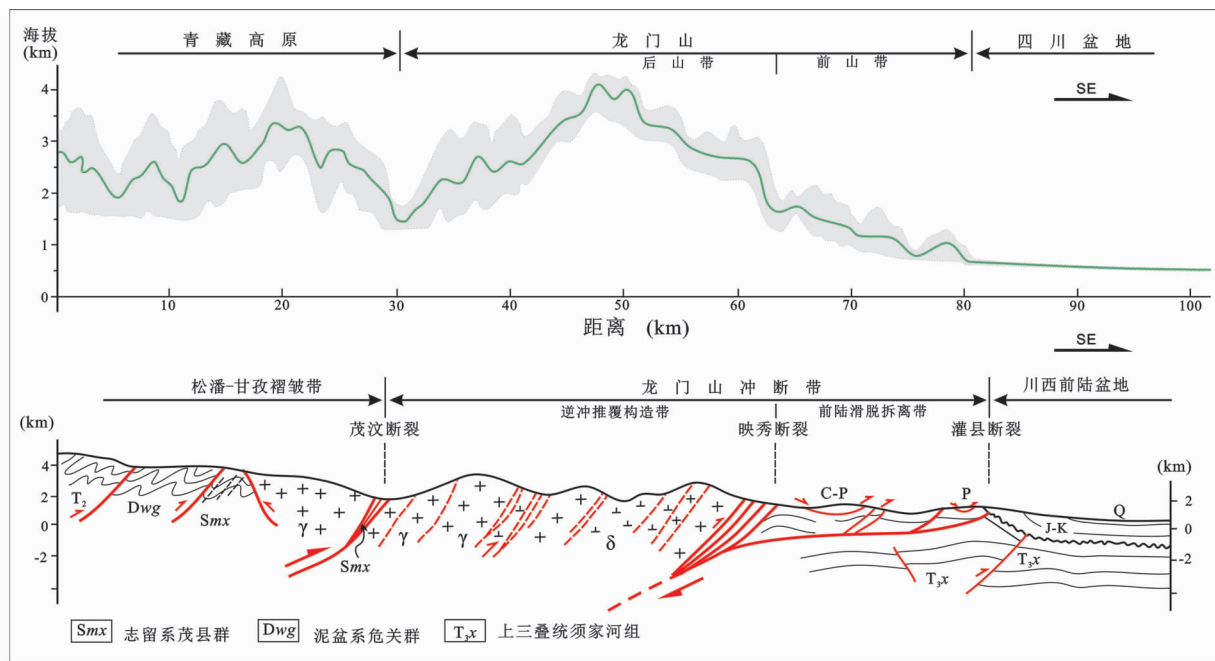 海拔
(km)
青藏高原
龙门山
四川盆地
后山带
前山带
SE
4
3
2
1
0
10
20
30
40
50
60
70
80
90
100
距离 (km)
SE
松潘-甘孜褶皱带
龙门山冲断带
川西前陆盆地
逆冲推覆构造带
前陆滑脱拆离带
(km)
茂汶断裂
映秀断裂
灌县断裂
(km)
4
2
0
-2
T₂
Dwg
Smx
γ
Smx
γ
γ
δ
C-P
P
J-K
Q
T₃x
T₃x
2
0
-2
Smx 志留系茂县群
Dwg 泥盆系危关群
T₃x 上三叠统须家河组